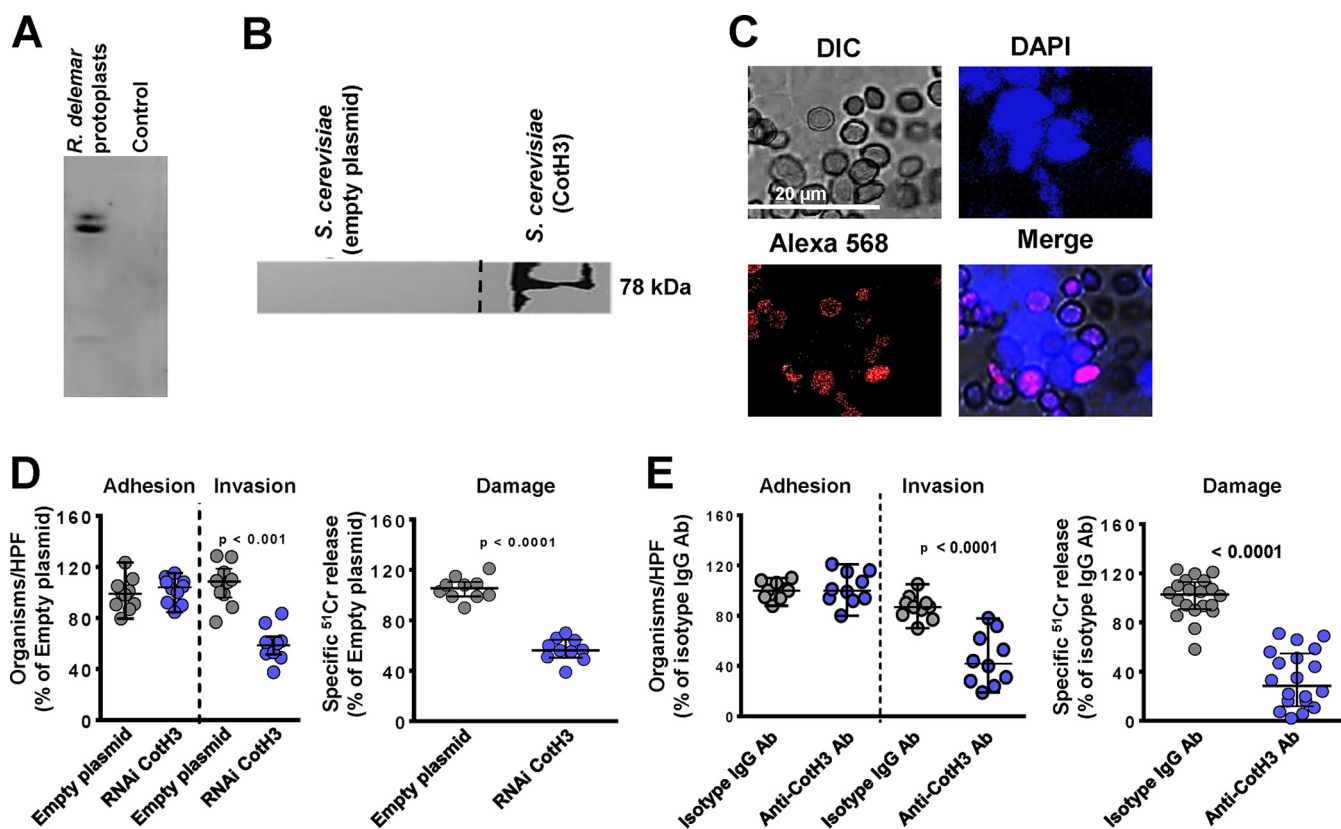 A
R. delemar
protoplasts
Control
B
S. cerevisiae
(empty plasmid)
S. cerevisiae
(CotH3)
78 kDa
C
DIC
DAPI
20 µm
Alexa 568
Merge
D
Adhesion
Invasion
p < 0.001
Organisms/HPF
(% of Empty plasmid)
160
120
80
40
0
Empty plasmid
RNAi CotH3
Empty plasmid
RNAi CotH3
Damage
p < 0.0001
Specific ⁵¹Cr release
(% of Empty plasmid)
160
120
80
40
0
Empty plasmid
RNAi CotH3
E
Adhesion
Invasion
p < 0.0001
Organisms/HPF
(% of isotype IgG Ab)
160
120
80
40
0
Isotype IgG Ab
Anti-CotH3 Ab
Isotype IgG Ab
Anti-CotH3 Ab
Damage
< 0.0001
Specific ⁵¹Cr release
(% of isotype IgG Ab)
160
120
80
40
0
Isotype IgG Ab
Anti-CotH3 Ab